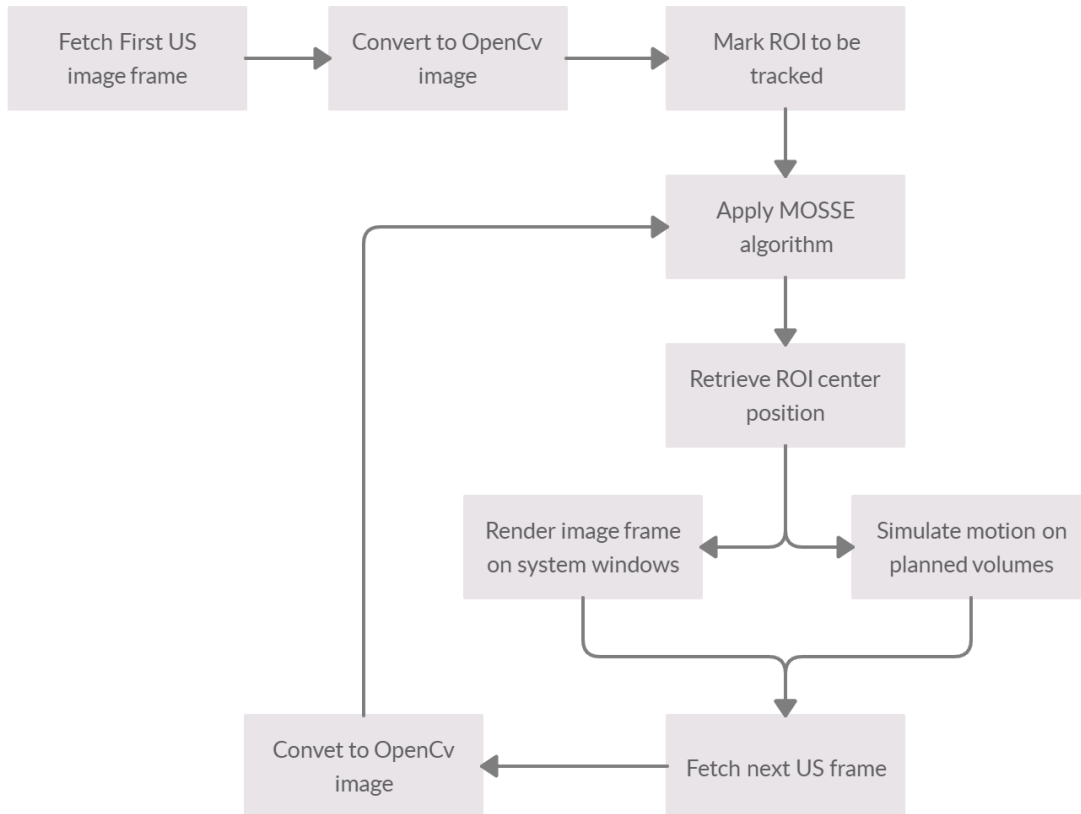 Fetch First US
image frame
Convert to OpenCv
image
Mark ROI to be
tracked
Apply MOSSE
algorithm
Retrieve ROI center
position
Render image frame
on system windows
Simulate motion on
planned volumes
Fetch next US frame
Convet to OpenCv
image